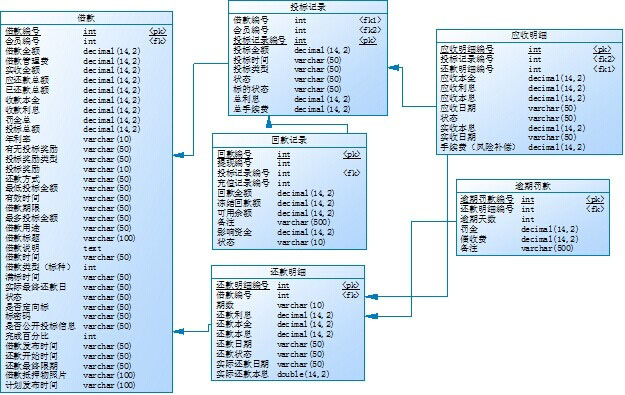 借款
借款编号 int <pk>
会员编号 int <fk>
借款金额 decimal(14,2)
借款管理费 decimal(14,2)
实收金额 decimal(14,2)
应还款总额 decimal(14,2)
已还款总额 decimal(14,2)
收款本金 decimal(14,2)
收款利息 decimal(14,2)
罚金总 decimal(14,2)
投标总额 decimal(14,2)
年利率 varchar(10)
有无投标奖励 varchar(50)
投标奖励类型 varchar(50)
投标奖励 varchar(10)
还款方式 varchar(50)
最低投标金额 varchar(50)
有效时间 varchar(50)
借款期限 varchar(50)
最多投标金额 varchar(50)
借款用途 varchar(50)
借款标题 varchar(100)
借款说明 text
借款时间 varchar(50)
借款类型（标种） int
满标时间 varchar(50)
实际最终还款日 varchar(50)
状态 varchar(50)
是否定向标 varchar(50)
标密码 varchar(50)
是否公开投标信息 varchar(50)
完成百分比 int
借款发布时间 varchar(50)
还款开始时间 varchar(50)
还款最终限期 varchar(50)
借款抵押物照片 varchar(100)
计划发布时间 varchar(100)
投标记录
借款编号 int <fk1>
会员编号 int <fk2>
投标记录编号 int <pk>
投标金额 decimal(14,2)
投标时间 varchar(50)
投标类型 varchar(50)
状态 varchar(50)
标的状态 varchar(50)
总利息 decimal(14,2)
总手续费 decimal(14,2)
应收明细
应收明细编号 int <pk>
投标记录编号 int <fk2>
还款明细编号 int <fk1>
应收本金 decimal(14,2)
应收利息 decimal(14,2)
应收本息 decimal(14,2)
应收日期 varchar(50)
状态 varchar(50)
实收本息 decimal(14,2)
实收日期 varchar(50)
手续费（风险补偿） decimal(14,2)
回款记录
回款编号 int <pk>
提现编号 int
投标记录编号 int <fk>
充值记录编号 int
回款金额 decimal(14,2)
冻结回款额 decimal(14,2)
可用余额 decimal(14,2)
备注 varchar(500)
影响资金 decimal(14,2)
状态 varchar(10)
逾期罚款
逾期罚款编号 int <pk>
还款明细编号 int <fk>
逾期天数 int
罚金 decimal(14,2)
催收费 decimal(14,2)
备注 varchar(500)
还款明细
还款明细编号 int <pk>
借款编号 int <fk>
期数 varchar(10)
还款利息 decimal(14,2)
还款本金 decimal(14,2)
还款本息 decimal(14,2)
还款日期 varchar(50)
还款状态 varchar(50)
实际还款日期 varchar(50)
实际还款本息 double(14,2)